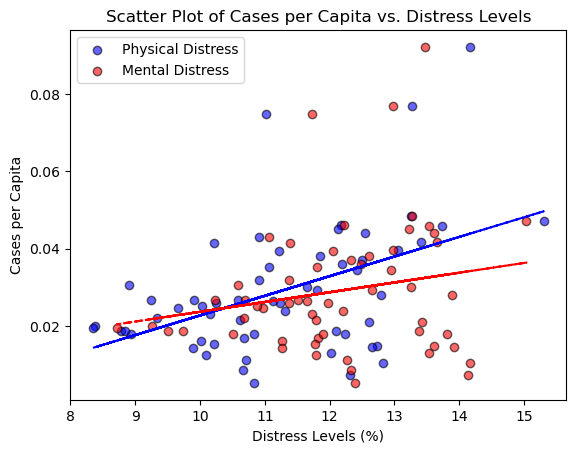 Scatter Plot of Cases per Capita vs. Distress Levels
Physical Distress
Mental Distress
Cases per Capita
0.08
0.06
0.04
0.02
8
9
10
11
12
13
14
15
Distress Levels (%)